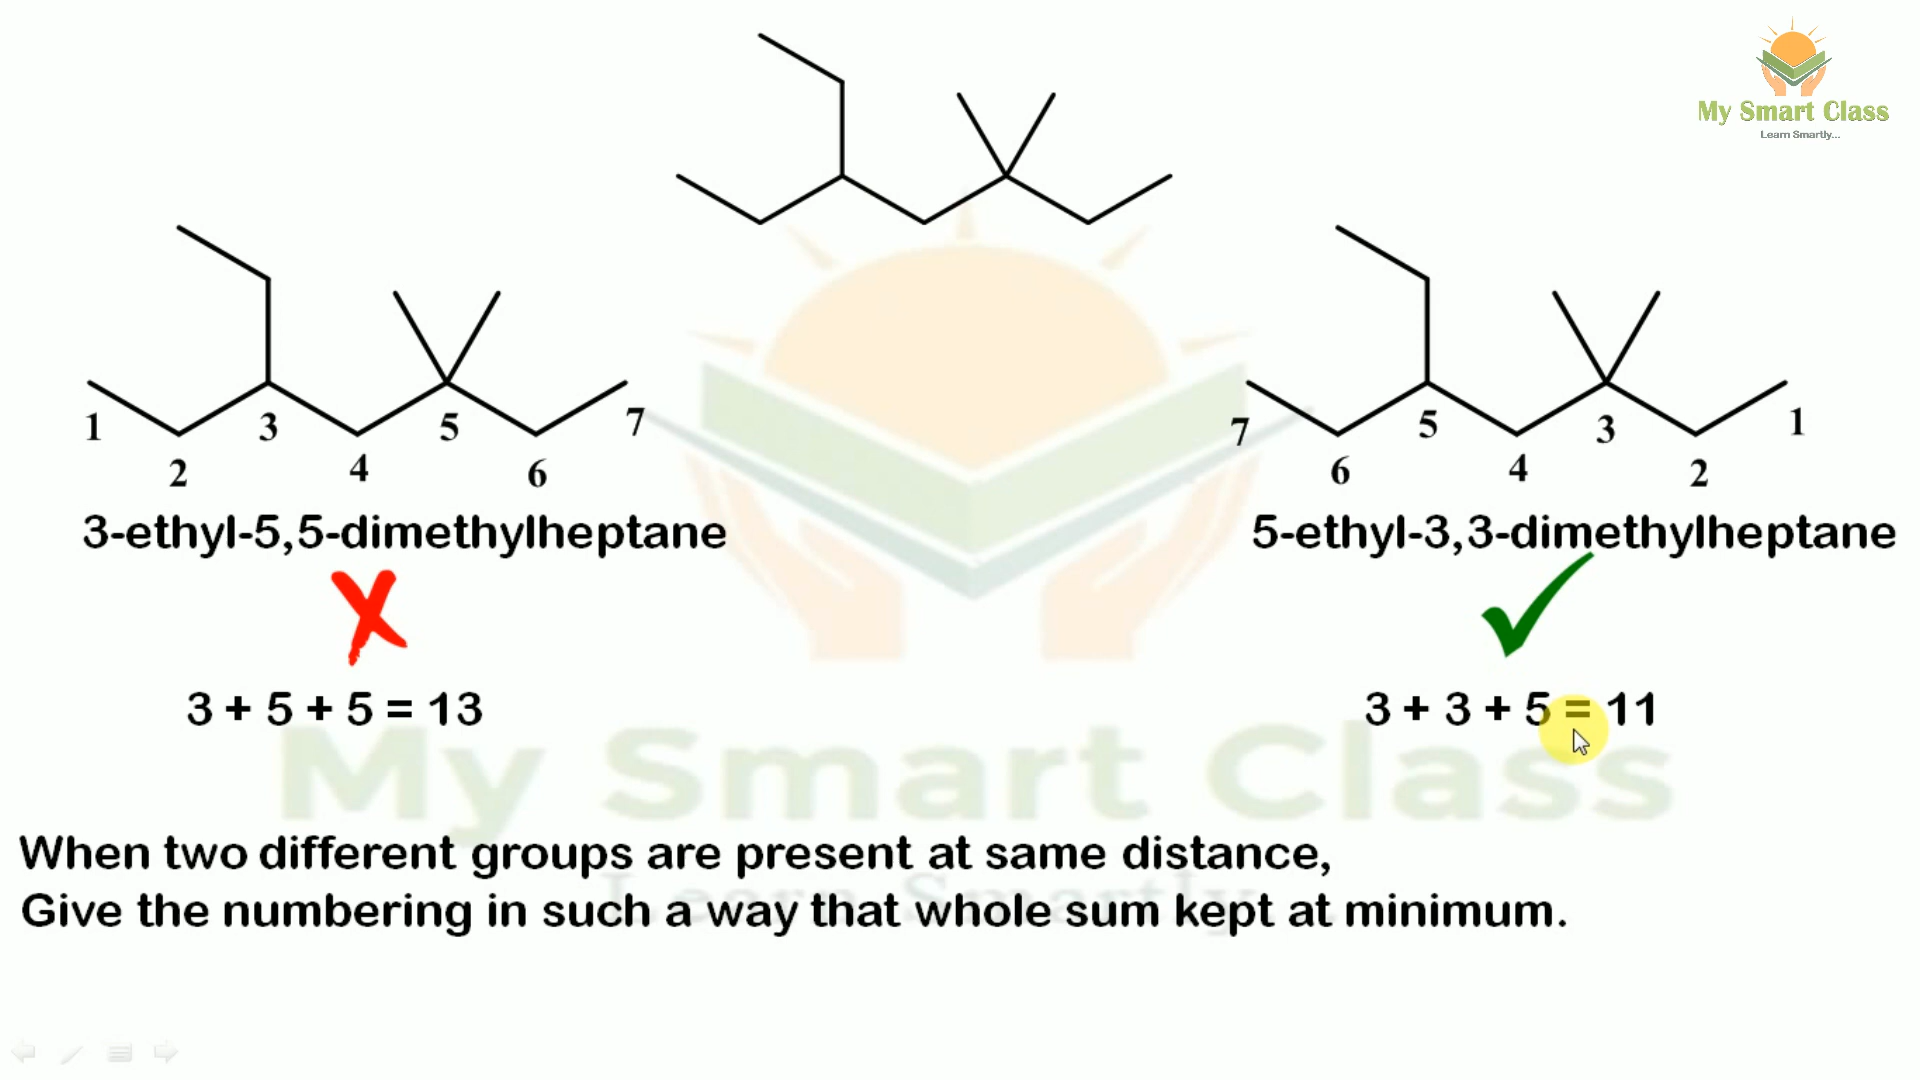 My Smart Class
Learn Smartly...
1 2 3 4 5 6 7
7 6 5 4 3 2 1
3-ethyl-5,5-dimethylheptane
5-ethyl-3,3-dimethylheptane
3 + 5 + 5 = 13
3 + 3 + 5 = 11
My Smart Class
Learn Smartly...
When two different groups are present at same distance,
Give the numbering in such a way that whole sum kept at minimum.